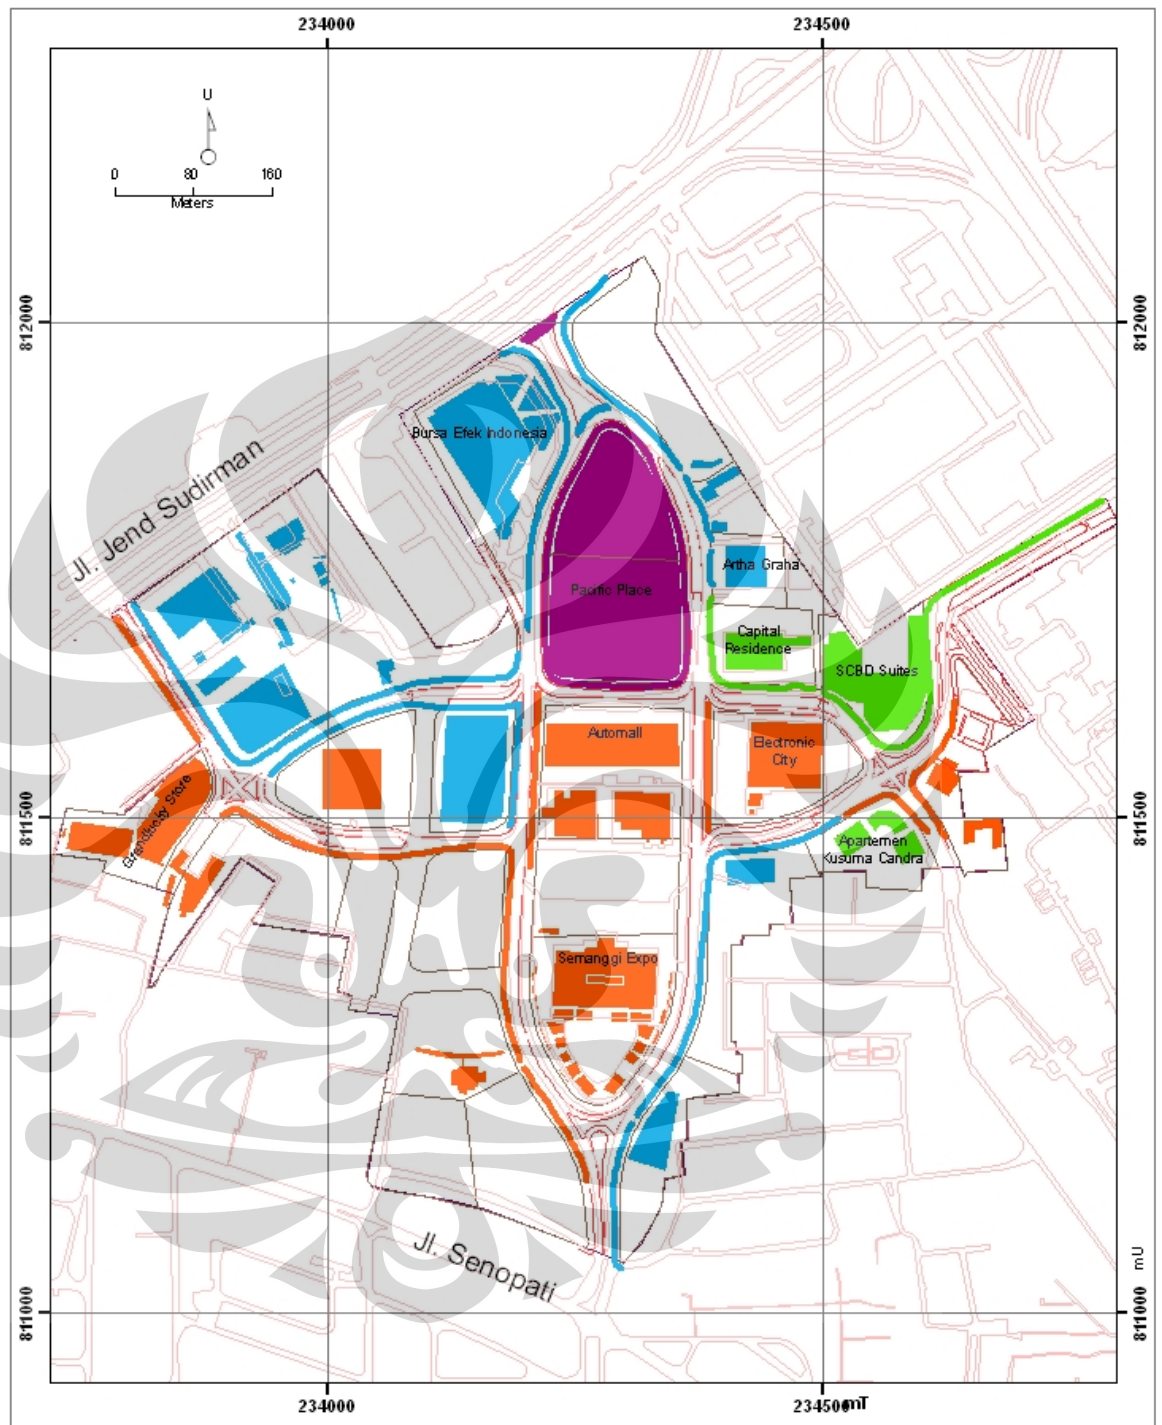 234000
234500
U
0
80
160
Meters
812000
812000
Bursa Efek Indonesia
Jl. Jend Sudirman
Artha Graha
Pacific Place
Capital
Residence
SCBD Suites
Automall
Electronic
City
811500
811500
Grandlucky Store
Apartemen
Kusuma Candra
Semanggi Expo
Jl. Senopati
mU
811000
811000
234000
234500
mT